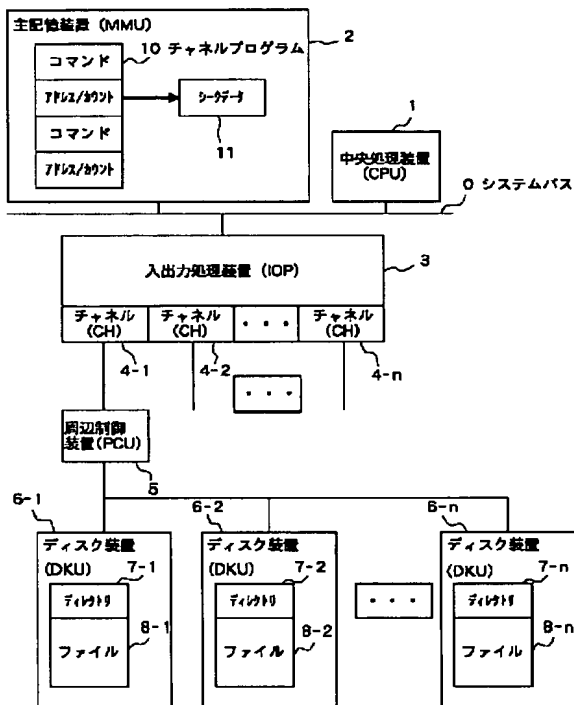 主記憶装置 (MMU)
2
10 チャネルプログラム
コマンド
アドレス/カウント
シークデータ
11
コマンド
アドレス/カウント
1
中央処理装置
(CPU)
0 システムバス
入出力処理装置 (IOP)
3
チャネル
(CH)
チャネル
(CH)
・・・
チャネル
(CH)
4-1
4-2
4-n
・・・
周辺制御
装置(PCU)
5
6-1
6-2
6-n
ディスク装置
(DKU)
7-1
ディレクトリ
8-1
ファイル
ディスク装置
(DKU)
7-2
ディレクトリ
8-2
ファイル
・・・
ディスク装置
(DKU)
7-n
ディレクトリ
8-n
ファイル